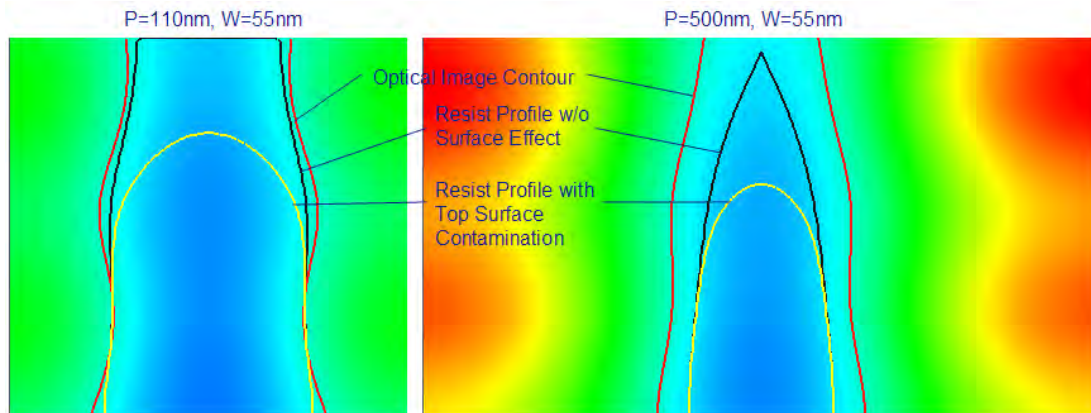 P=110nm, W=55nm
P=500nm, W=55nm
Optical Image Contour
Resist Profile w/o
Surface Effect
Resist Profile with
Top Surface
Contamination